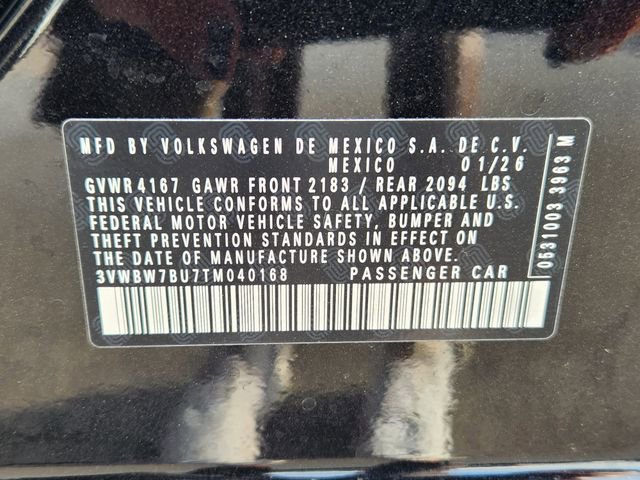 MFD BY VOLKSWAGEN DE MEXICO S.A. DE C.V.
MEXICO 01/26
GVWR 4167 GAWR FRONT 2183 / REAR 2094 LBS
THIS VEHICLE CONFORMS TO ALL APPLICABLE U.S.
FEDERAL MOTOR VEHICLE SAFETY, BUMPER AND
THEFT PREVENTION STANDARDS IN EFFECT ON
THE DATE OF MANUFACTURE SHOWN ABOVE.
3VWBW7BU7TM040168 PASSENGER CAR
0531003 3963 M